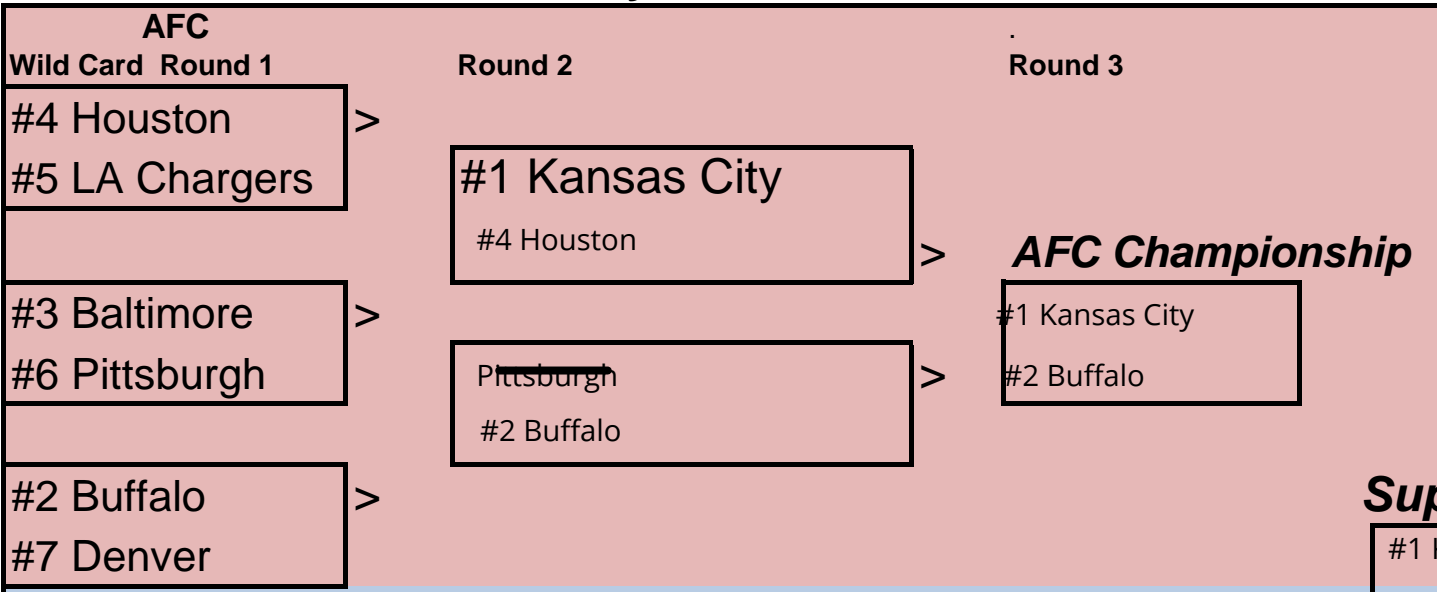 AFC
.
Wild Card Round 1
Round 2
Round 3
#4 Houston
>
#5 LA Chargers
#1 Kansas City
#4 Houston
>
AFC Championship
#3 Baltimore
>
#1 Kansas City
#6 Pittsburgh
Pittsburgh
>
#2 Buffalo
#2 Buffalo
#2 Buffalo
>
Sup
#7 Denver
#1